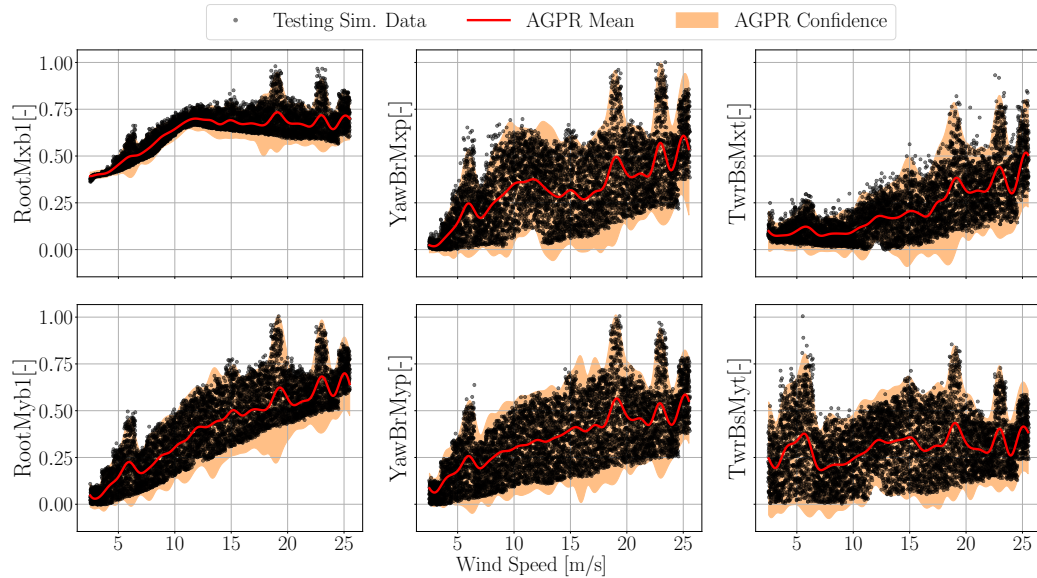 Testing Sim. Data AGPR Mean AGPR Confidence
1.00
0.75
0.50
0.25
0.00
RootMxb1[-]
YawBrMxp[-]
TwrBsMxt[-]
1.00
0.75
0.50
0.25
0.00
RootMyb1[-]
YawBrMyp[-]
TwrBsMyt[-]
5 10 15 20 25
5 10 15 20 25
5 10 15 20 25
Wind Speed [m/s]